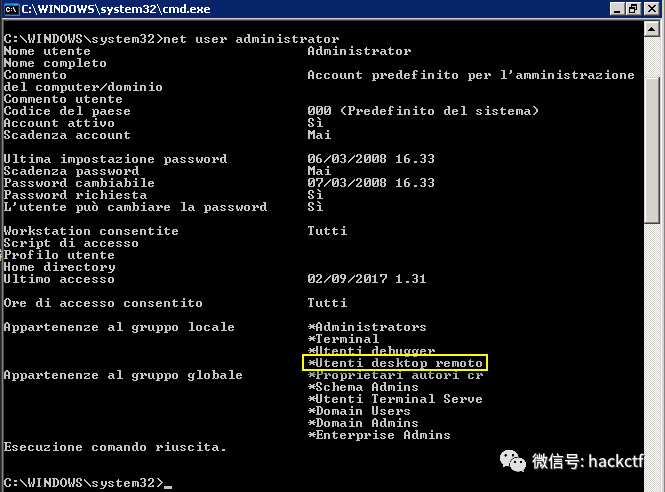 C:\WINDOWS\system32\cmd.exe
C:\WINDOWS\system32>net user administrator
Nome utente Administrator
Nome completo
Commento Account predefinito per l'amministrazione
del computer/dominio
Commento utente
Codice del paese 000 (Predefinito del sistema)
Account attivo Sì
Scadenza account Mai
Ultima impostazione password 06/03/2008 16.33
Scadenza password Mai
Password cambiabile 07/03/2008 16.33
Password richiesta Sì
L'utente può cambiare la password Sì
Workstation consentite Tutti
Script di accesso
Profilo utente
Home directory
Ultimo accesso 02/09/2017 1.31
Ore di accesso consentito Tutti
Appartenenze al gruppo locale *Administrators
*Terminal
*Utenti debugger
*Utenti desktop remoto
Appartenenze al gruppo globale *Proprietari autori cr
*Schema Admins
*Utenti Terminal Serve
*Domain Users
*Domain Admins
*Enterprise Admins
Esecuzione comando riuscita.
C:\WINDOWS\system32>_
微信号: hackctf